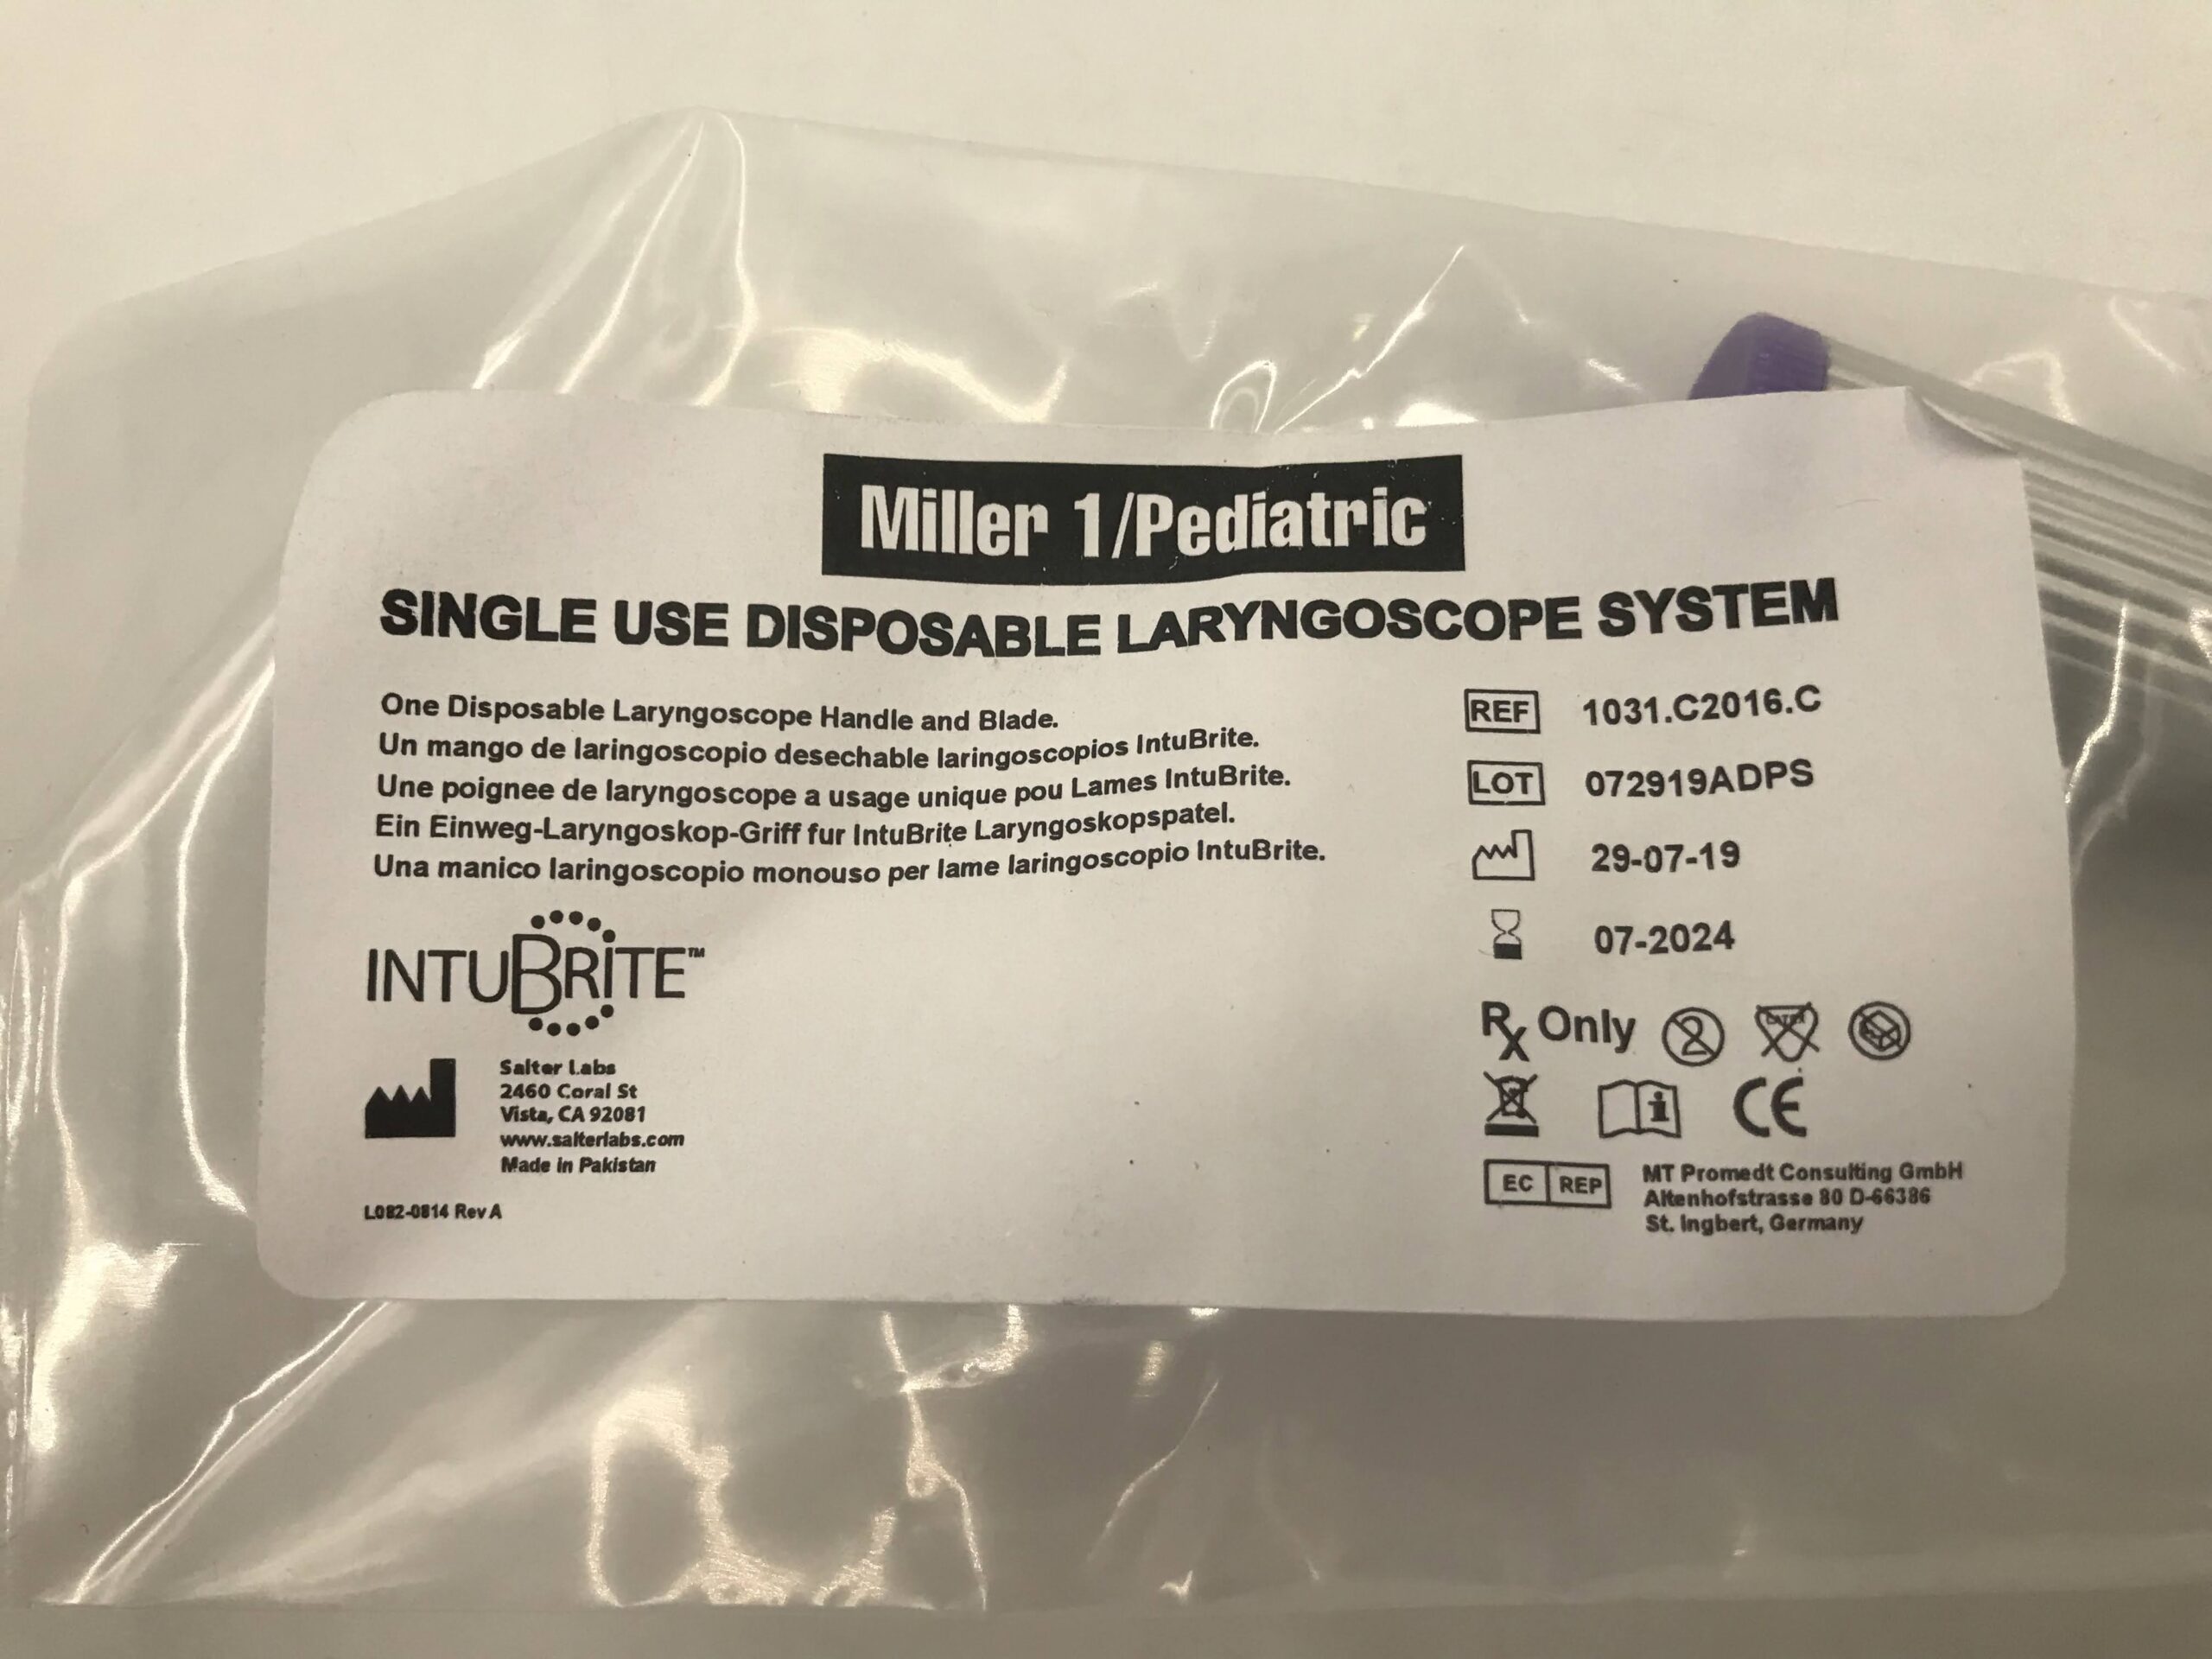 Miller 1/Pediatric
SINGLE USE DISPOSABLE LARYNGOSCOPE SYSTEM
One Disposable Laryngoscope Handle and Blade.
Un mango de laringoscopio desechable laringoscopios IntuBrite.
Une poignee de laryngoscope a usage unique pou Lames IntuBrite.
Ein Einweg-Laryngoskop-Griff fur IntuBrite Laryngoskopspatel.
Una manico laringoscopio monouso per lame laringoscopio IntuBrite.
INTUBRITE™
Salter Labs
2460 Coral St
Vista, CA 92081
www.salterlabs.com
Made in Pakistan
L082-0814 Rev A
REF 1031.C2016.C
LOT 072919ADPS
29-07-19
07-2024
Rx Only 2 LATEX
CE
EC REP
MT Promedt Consulting GmbH
Altenhofstrasse 80 D-66386
St. Ingbert, Germany